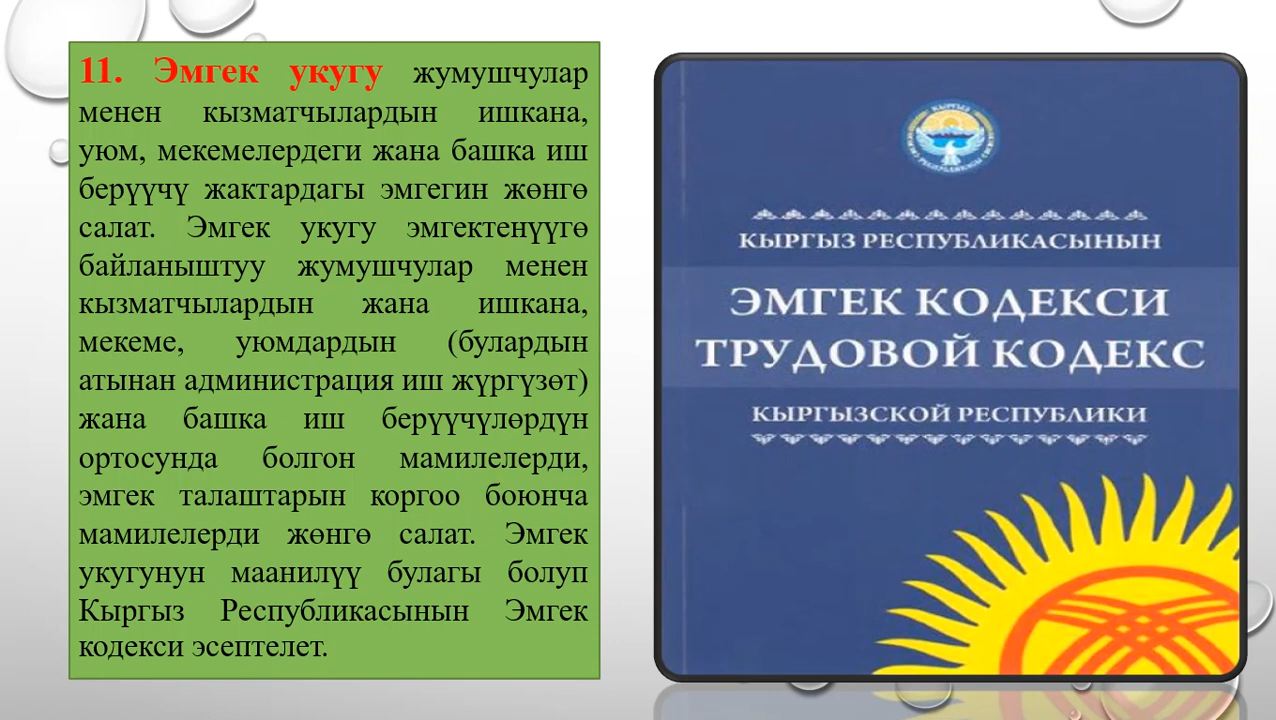 11. Эмгек укугу жумушчулар
менен кызматчылардын ишкана,
уюм, мекемелердеги жана башка иш
берүүчү жактардагы эмгегин жөнгө
салат. Эмгек укугу эмгектенүүгө
байланыштуу жумушчулар менен
кызматчылардын жана ишкана,
мекеме, уюмдардын (булардын
атынан администрация иш жүргүзөт)
жана башка иш берүүчүлөрдүн
ортосунда болгон мамилелерди,
эмгек талаштарын коргоо боюнча
мамилелерди жөнгө салат. Эмгек
укугунун маанилүү булагы болуп
Кыргыз Республикасынын Эмгек
кодекси эсептелет.
КЫРГЫЗ РЕСПУБЛИКАСЫНЫН
ЭМГЕК КОДЕКСИ
ТРУДОВОЙ КОДЕКС
КЫРГЫЗСКОЙ РЕСПУБЛИКИ